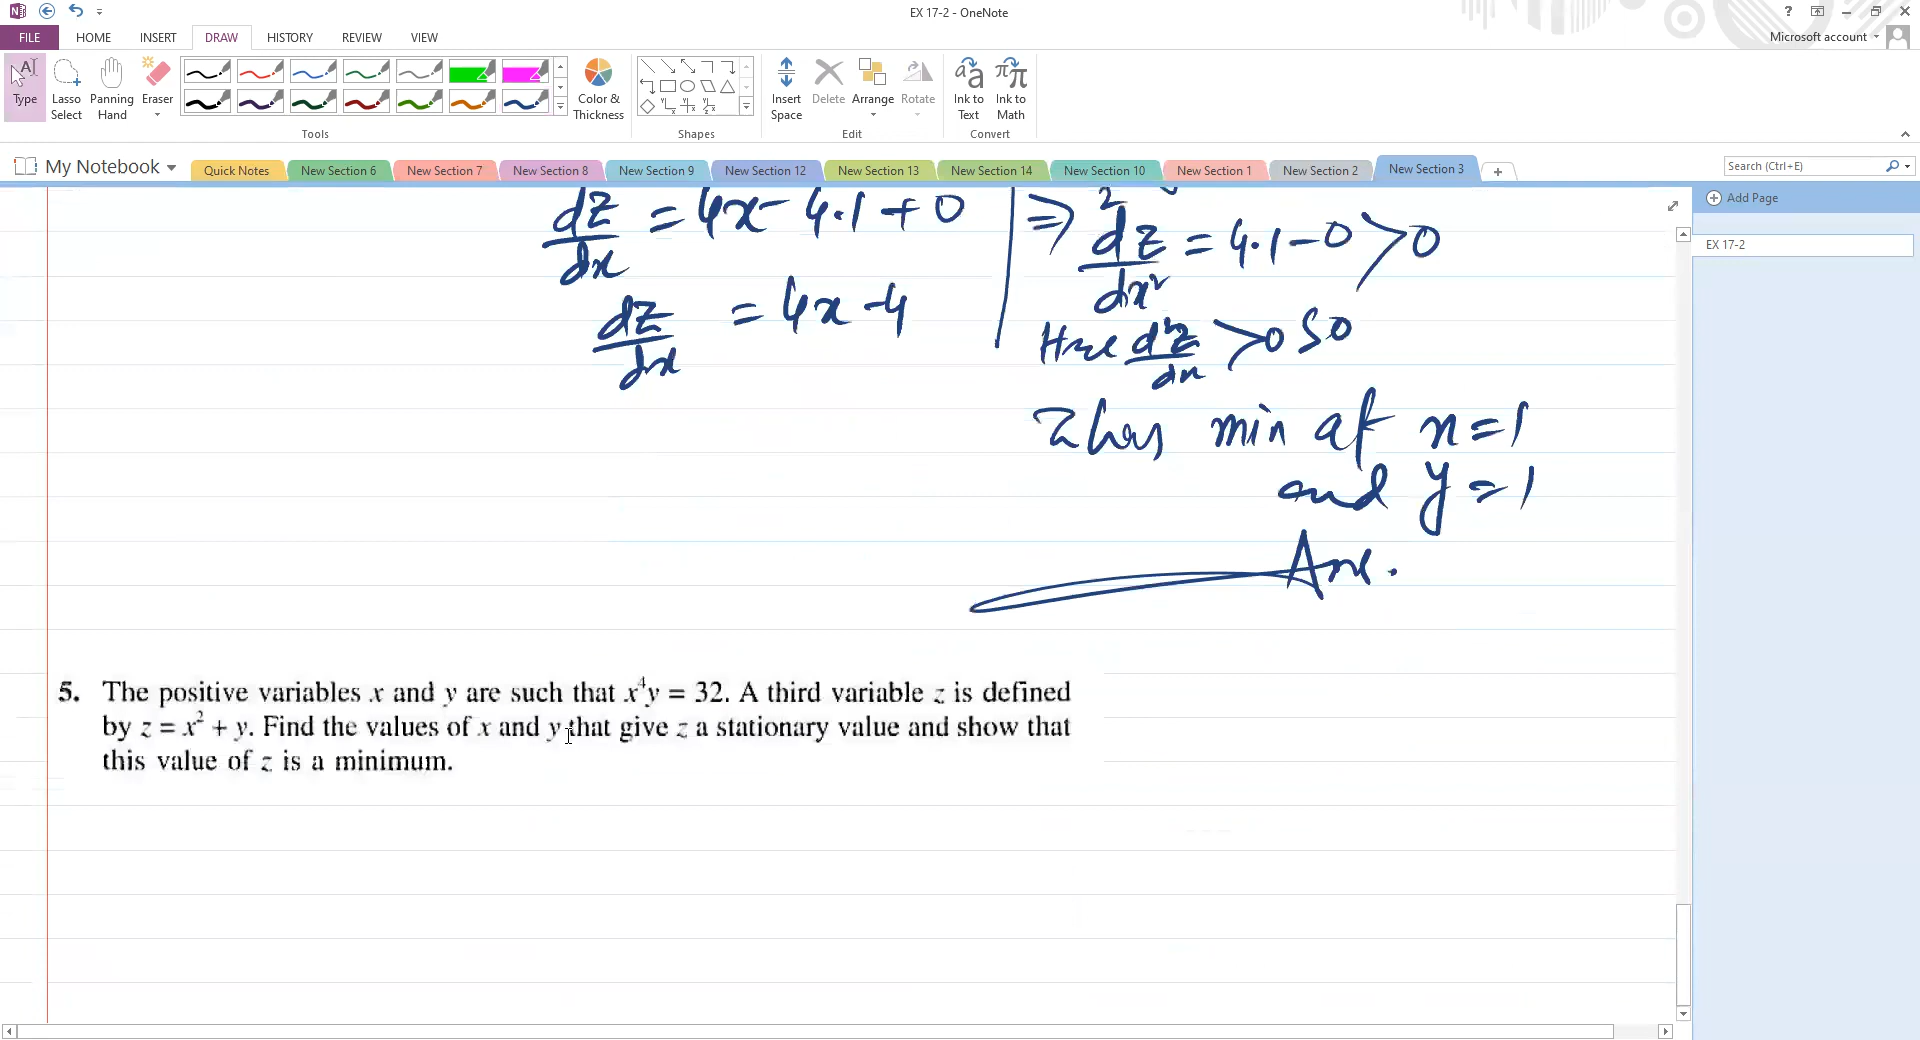 EX 17-2 - OneNote
FILE HOME INSERT DRAW HISTORY REVIEW VIEW
Microsoft account
Type
Lasso Select
Panning Hand
Eraser
Color & Thickness
Insert Space
Delete
Arrange
Rotate
Ink to Text
Ink to Math
Tools
Shapes
Edit
Convert
My Notebook
Quick Notes
New Section 6
New Section 7
New Section 8
New Section 9
New Section 12
New Section 13
New Section 14
New Section 10
New Section 1
New Section 2
New Section 3
Search (Ctrl+E)
Add Page
EX 17-2
dz/dx = 4x - 4·1 + 0
dz/dx = 4x - 4
⇒ d²z/dx² = 4·1 - 0 > 0
Here d²z/dx > 0 so
z has min at x = 1
and y = 1
Ans.
5. The positive variables x and y are such that x⁴y = 32. A third variable z is defined
by z = x² + y. Find the values of x and y that give z a stationary value and show that
this value of z is a minimum.